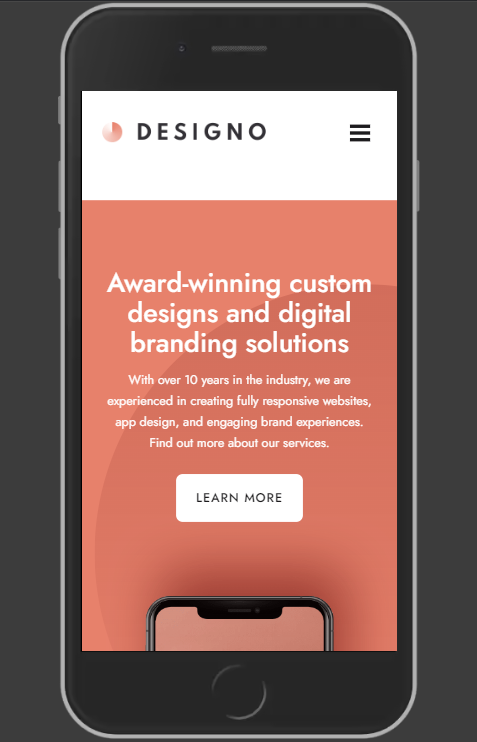 DESIGNO
Award-winning custom
designs and digital
branding solutions
With over 10 years in the industry, we are
experienced in creating fully responsive websites,
app design, and engaging brand experiences.
Find out more about our services.
LEARN MORE